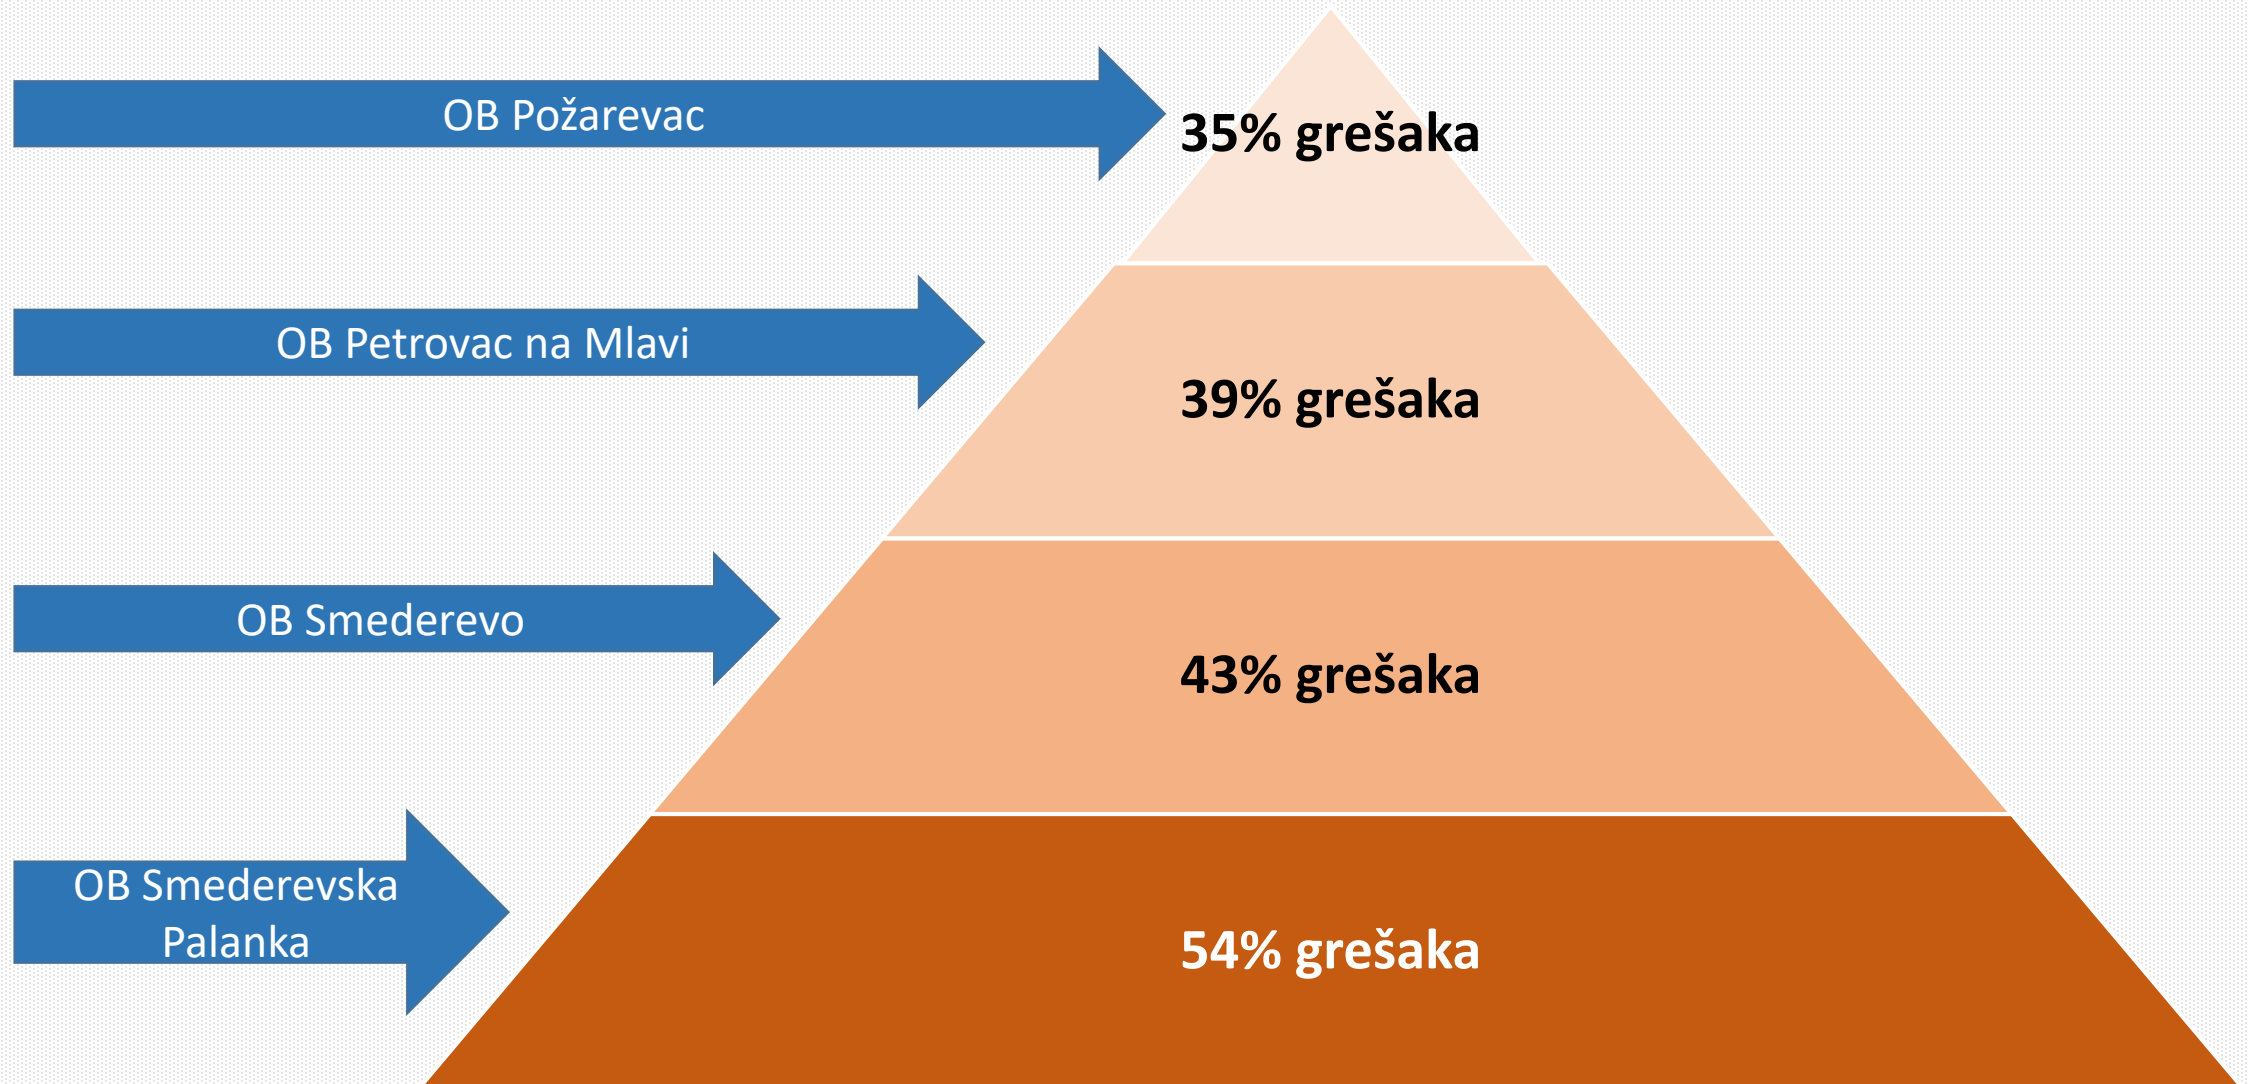 OB Požarevac
35% grešaka
OB Petrovac na Mlavi
39% grešaka
OB Smederevo
43% grešaka
OB Smederevska
Palanka
54% grešaka